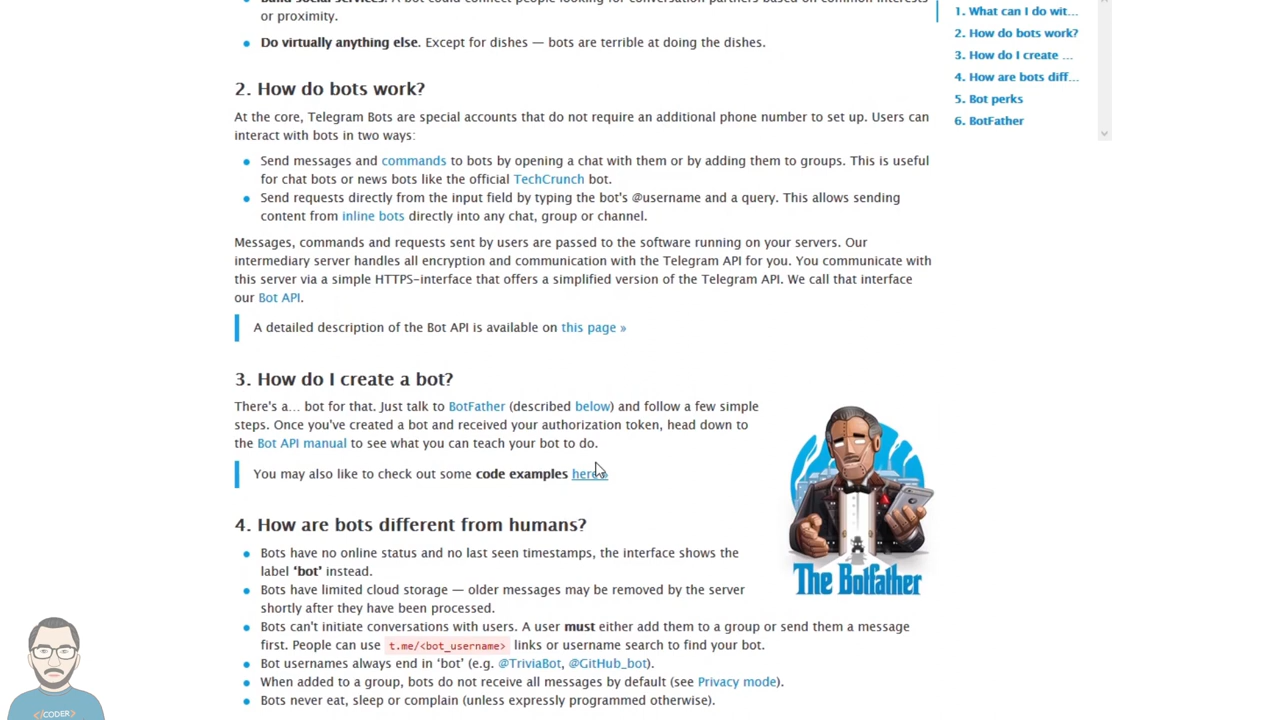 Build social services. A bot could connect people looking for conversation partners based on common interests
or proximity.
Do virtually anything else. Except for dishes — bots are terrible at doing the dishes.
2. How do bots work?
At the core, Telegram Bots are special accounts that do not require an additional phone number to set up. Users can
interact with bots in two ways:
Send messages and commands to bots by opening a chat with them or by adding them to groups. This is useful
for chat bots or news bots like the official TechCrunch bot.
Send requests directly from the input field by typing the bot's @username and a query. This allows sending
content from inline bots directly into any chat, group or channel.
Messages, commands and requests sent by users are passed to the software running on your servers. Our
intermediary server handles all encryption and communication with the Telegram API for you. You communicate with
this server via a simple HTTPS-interface that offers a simplified version of the Telegram API. We call that interface
our Bot API.
A detailed description of the Bot API is available on this page »
3. How do I create a bot?
There's a… bot for that. Just talk to BotFather (described below) and follow a few simple
steps. Once you've created a bot and received your authorization token, head down to
the Bot API manual to see what you can teach your bot to do.
You may also like to check out some code examples here
4. How are bots different from humans?
Bots have no online status and no last seen timestamps, the interface shows the
label ‘bot’ instead.
Bots have limited cloud storage — older messages may be removed by the server
shortly after they have been processed.
Bots can't initiate conversations with users. A user must either add them to a group or send them a message
first. People can use t.me/<bot_username> links or username search to find your bot.
Bot usernames always end in ‘bot’ (e.g. @TriviaBot, @GitHub_bot).
When added to a group, bots do not receive all messages by default (see Privacy mode).
Bots never eat, sleep or complain (unless expressly programmed otherwise).
The Botfather
1. What can I do wit...
2. How do bots work?
3. How do I create ...
4. How are bots diff...
5. Bot perks
6. BotFather
</ICODER>